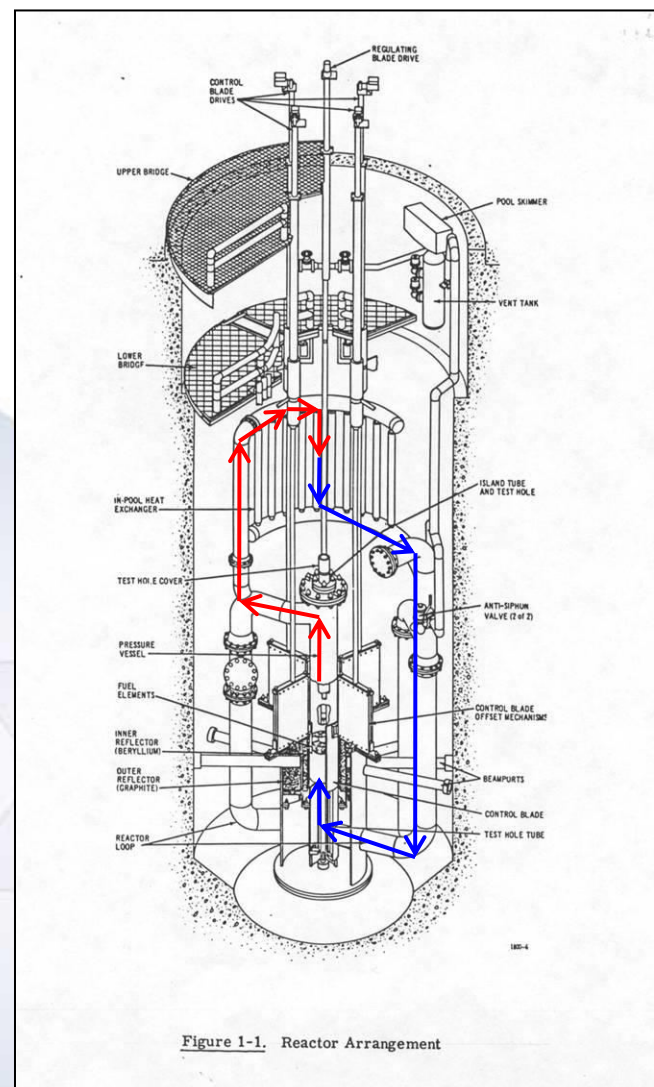 REGULATING
BLADE DRIVE
CONTROL
BLADE
DRIVES
UPPER BRIDGE
POOL SKIMMER
VENT TANK
LOWER
BRIDGE
ISLAND TUBE
AND TEST HOLE
IN-POOL HEAT
EXCHANGER
TEST HOLE COVER
ANTI-SIPHON
VALVE (2 of 2)
PRESSURE
VESSEL
FUEL
ELEMENTS
CONTROL BLADE
OFFSET MECHANISMS
INNER
REFLECTOR
(BERYLLIUM)
OUTER
REFLECTOR
(GRAPHITE)
BEAMPORTS
CONTROL BLADE
REACTOR
LOOP
TEST HOLE TUBE
Figure 1-1. Reactor Arrangement